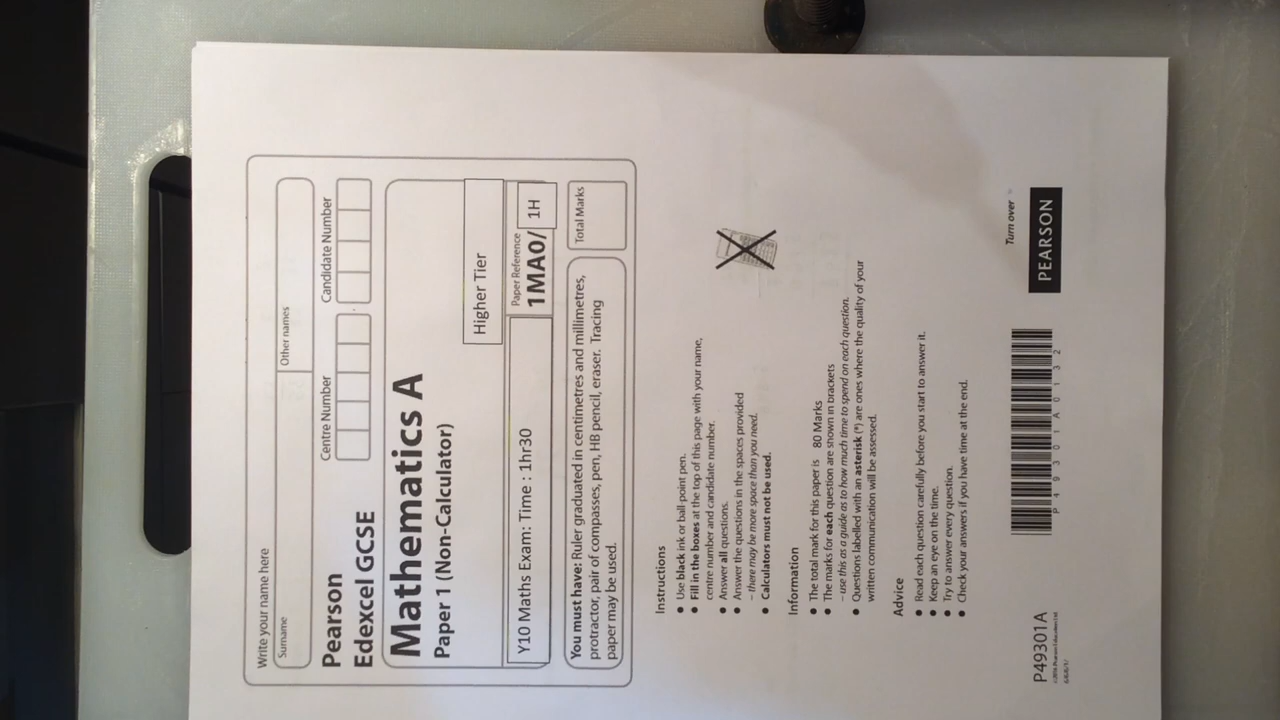 Write your name here
Surname
Other names
Pearson
Edexcel GCSE
Centre Number
Candidate Number
Mathematics A
Paper 1 (Non-Calculator)
Higher Tier
Y10 Maths Exam: Time : 1hr30
Paper Reference
1MA0/ 1H
You must have: Ruler graduated in centimetres and millimetres,
protractor, pair of compasses, pen, HB pencil, eraser. Tracing
paper may be used.
Total Marks
Instructions
• Use black ink or ball-point pen.
• Fill in the boxes at the top of this page with your name,
centre number and candidate number.
• Answer all questions.
• Answer the questions in the spaces provided
– there may be more space than you need.
• Calculators must not be used.
Information
• The total mark for this paper is 80 Marks
• The marks for each question are shown in brackets
– use this as a guide as to how much time to spend on each question.
• Questions labelled with an asterisk (*) are ones where the quality of your
written communication will be assessed.
Advice
• Read each question carefully before you start to answer it.
• Keep an eye on the time.
• Try to answer every question.
• Check your answers if you have time at the end.
Turn over
P49301A
P 4 9 3 0 1 A 0 1 3 2
PEARSON